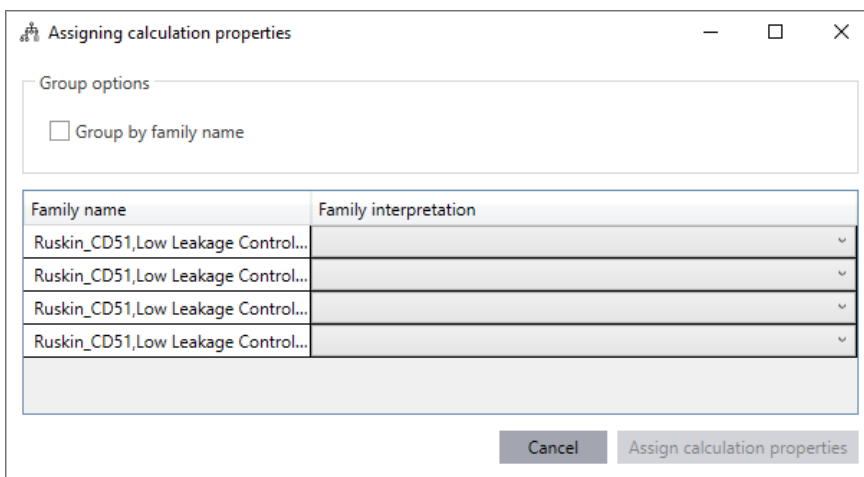 Assigning calculation properties
Group options
Group by family name
Family name Family interpretation
Ruskin_CD51,Low Leakage Control...
Ruskin_CD51,Low Leakage Control...
Ruskin_CD51,Low Leakage Control...
Ruskin_CD51,Low Leakage Control...
Cancel Assign calculation properties